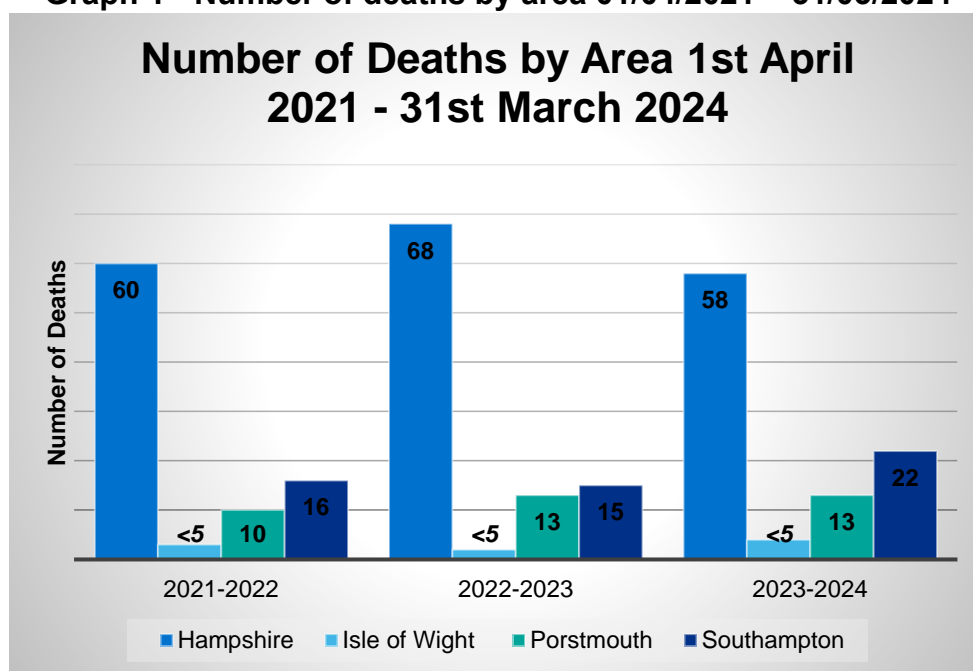 Number of Deaths by Area 1st April
2021 - 31st March 2024
Number of Deaths
60
<5
10
16
68
<5
13
15
58
<5
13
22
2021-2022
2022-2023
2023-2024
Hampshire
Isle of Wight
Porstmouth
Southampton